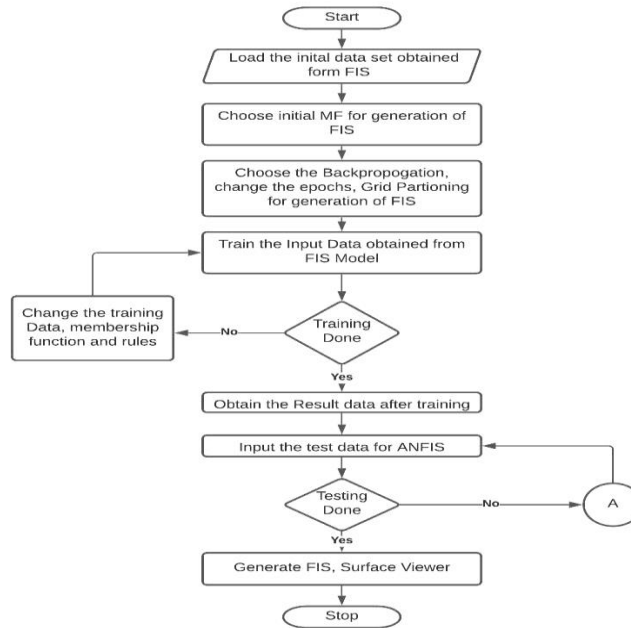 Start
Load the inital data set obtained
form FIS
Choose initial MF for generation of
FIS
Choose the Backpropogation,
change the epochs, Grid Partioning
for generation of FIS
Train the Input Data obtained from
FIS Model
Change the training
Data, membership
function and rules
No
Training
Done
Yes
Obtain the Result data after training
Input the test data for ANFIS
Testing
Done
No
A
Yes
Generate FIS, Surface Viewer
Stop